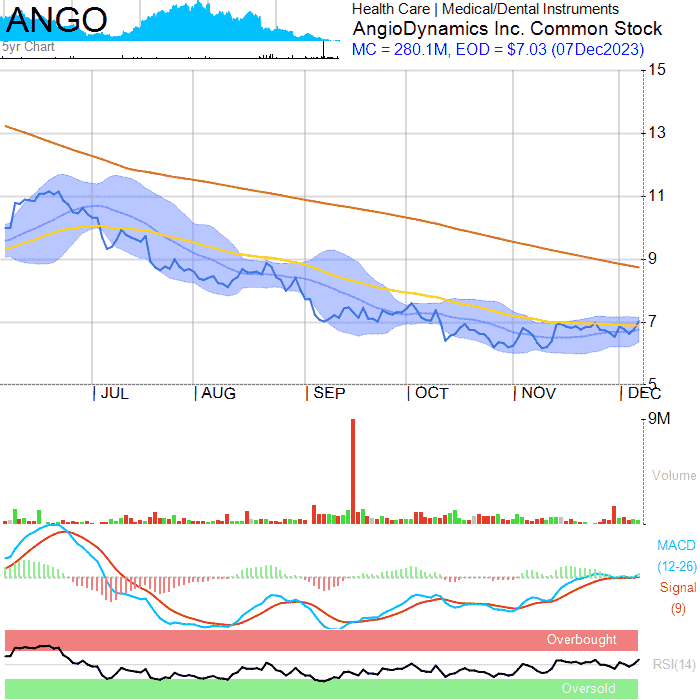 ANGO
5yr Chart
Health Care | Medical/Dental Instruments
AngioDynamics Inc. Common Stock
MC = 280.1M, EOD = $7.03 (07Dec2023)
15
13
11
9
7
5
| JUL | AUG | SEP | OCT | NOV | DEC
9M
Volume
MACD
(12-26)
Signal
(9)
Overbought
RSI(14)
Oversold